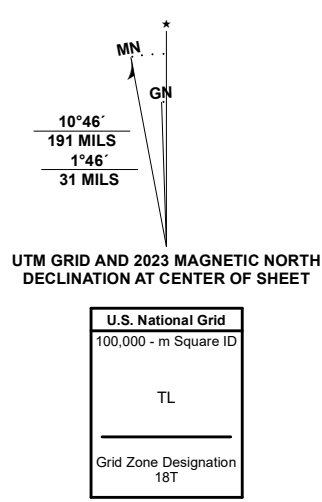 ★
MN
GN
10°46´
191 MILS
1°46´
31 MILS
UTM GRID AND 2023 MAGNETIC NORTH
DECLINATION AT CENTER OF SHEET
U.S. National Grid
100,000 - m Square ID
TL
Grid Zone Designation
18T